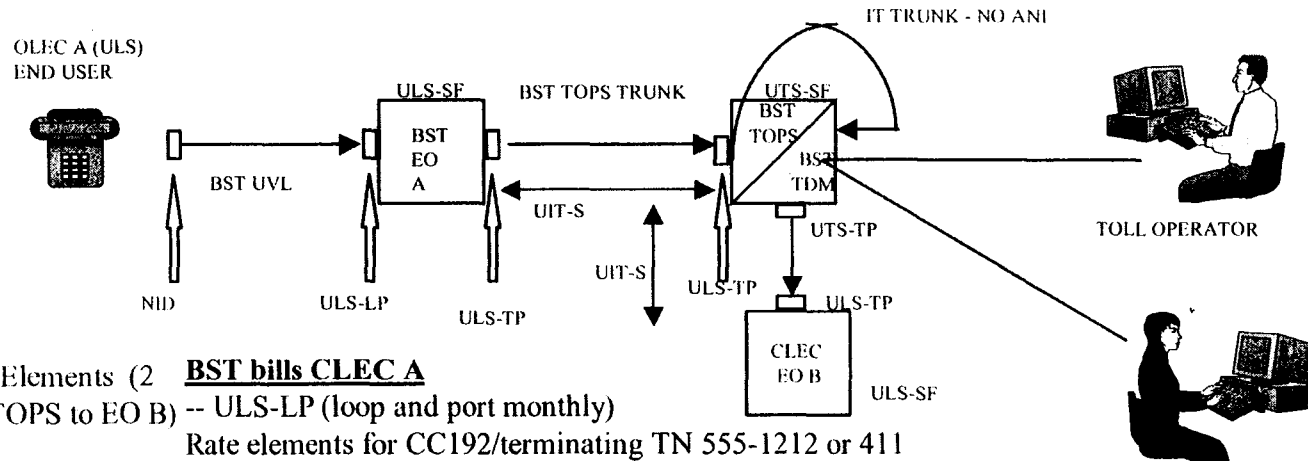 IT TRUNK - NO ANI
OLEC A (ULS)
END USER
ULS-SF
BST TOPS TRUNK
UTS-SF
BST
EO
A
BST
TOPS
BST
TDM
BST UVL
UIT-S
UTS-TP
TOLL OPERATOR
UIT-S
NID
ULS-LP
ULS-TP
ULS-TP
ULS-TP
CLEC
EO B
ULS-SF
Elements (2
TOPS to EO B)
BST bills CLEC A
-- ULS-LP (loop and port monthly)
Rate elements for CC192/terminating TN 555-1212 or 411